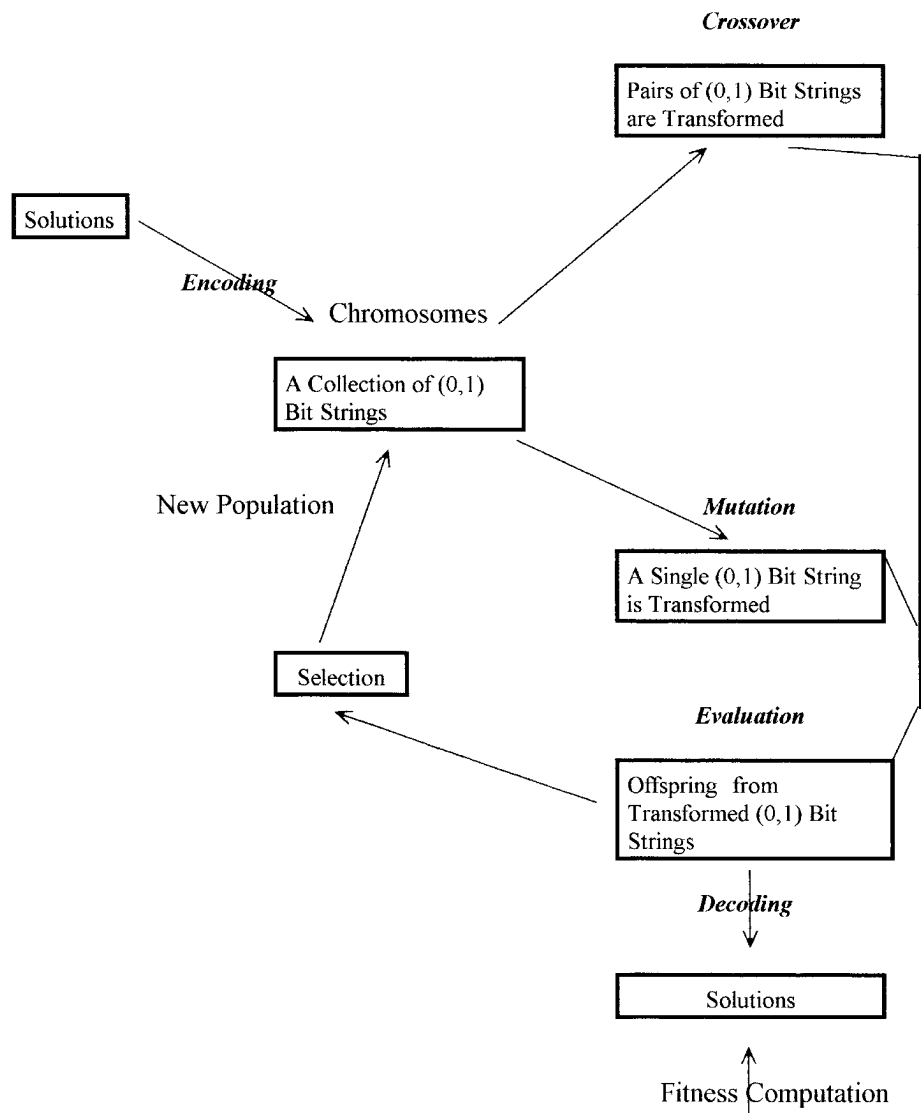 Crossover
Pairs of (0,1) Bit Strings
are Transformed
Solutions
Encoding
Chromosomes
A Collection of (0,1)
Bit Strings
New Population
Mutation
A Single (0,1) Bit String
is Transformed
Selection
Evaluation
Offspring from
Transformed (0,1) Bit
Strings
Decoding
Solutions
Fitness Computation